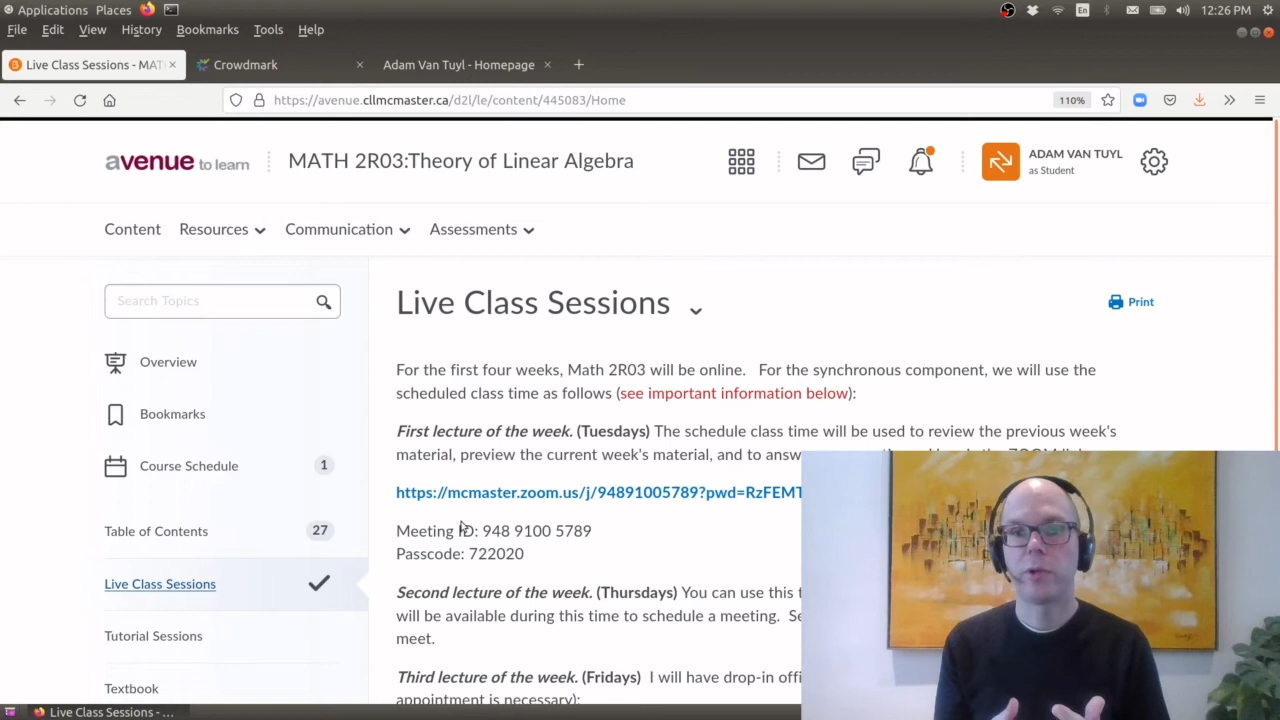 Applications Places En 12:26 PM
File Edit View History Bookmarks Tools Help
Live Class Sessions - MAT Crowdmark Adam Van Tuyl - Homepage
https://avenue.cllmcmaster.ca/d2l/le/content/445083/Home 110%
avenue to learn MATH 2R03:Theory of Linear Algebra ADAM VAN TUYL
as Student
Content Resources Communication Assessments
Search Topics
Live Class Sessions
Print
Overview
Bookmarks
Course Schedule 1
Table of Contents 27
Live Class Sessions
Tutorial Sessions
Textbook
For the first four weeks, Math 2R03 will be online. For the synchronous component, we will use the
scheduled class time as follows (see important information below):
First lecture of the week. (Tuesdays) The schedule class time will be used to review the previous week's
material, preview the current week's material, and to answ
https://mcmaster.zoom.us/j/94891005789?pwd=RzFEMT
Meeting ID: 948 9100 5789
Passcode: 722020
Second lecture of the week. (Thursdays) You can use this t
will be available during this time to schedule a meeting. Se
meet.
Third lecture of the week. (Fridays) I will have drop-in offi
appointment is necessary):
Live Class Sessions - ...